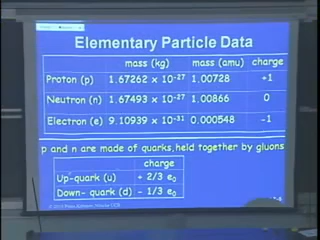 Elementary Particle Data
mass (kg) mass (amu) charge
Proton (p) 1.67262 x 10-27 1.00728 +1
Neutron (n) 1.67493 x 10-27 1.00866 0
Electron (e) 9.10939 x 10-31 0.000548 -1
p and n are made of quarks,held together by gluons
charge
Up-quark (u) + 2/3 e0
Down- quark (d) - 1/3 e0